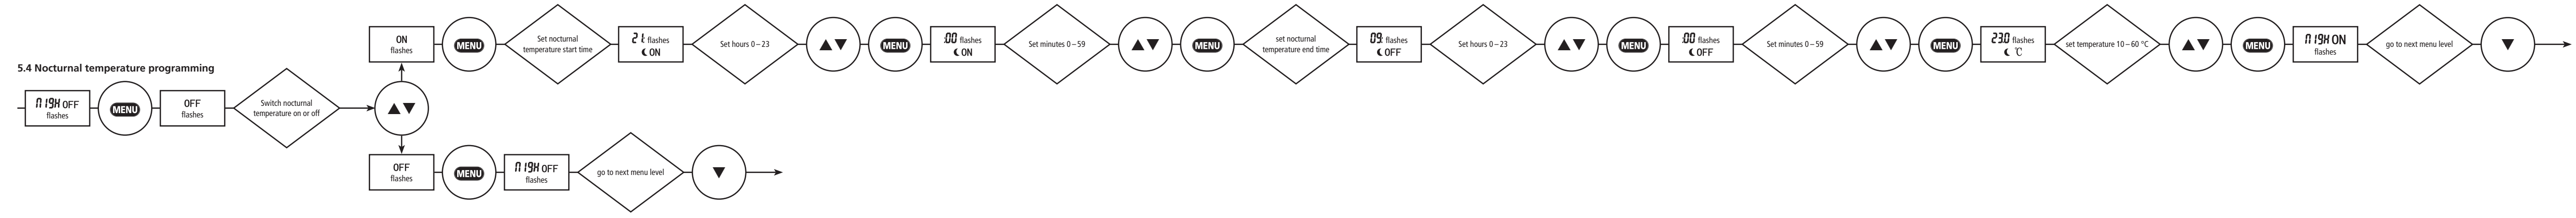 5.4 Nocturnal temperature programming
NIGH OFF
flashes
MENU
OFF
flashes
Switch nocturnal
temperature on or off
ON
flashes
MENU
Set nocturnal
temperature start time
21: flashes
ON
Set hours 0 – 23
MENU
:00 flashes
ON
Set minutes 0 – 59
MENU
set nocturnal
temperature end time
09: flashes
OFF
Set hours 0 – 23
MENU
:00 flashes
OFF
Set minutes 0 – 59
MENU
23.0 flashes
°C
set temperature 10 – 60 °C
MENU
NIGH ON
flashes
go to next menu level
OFF
flashes
MENU
NIGH OFF
flashes
go to next menu level